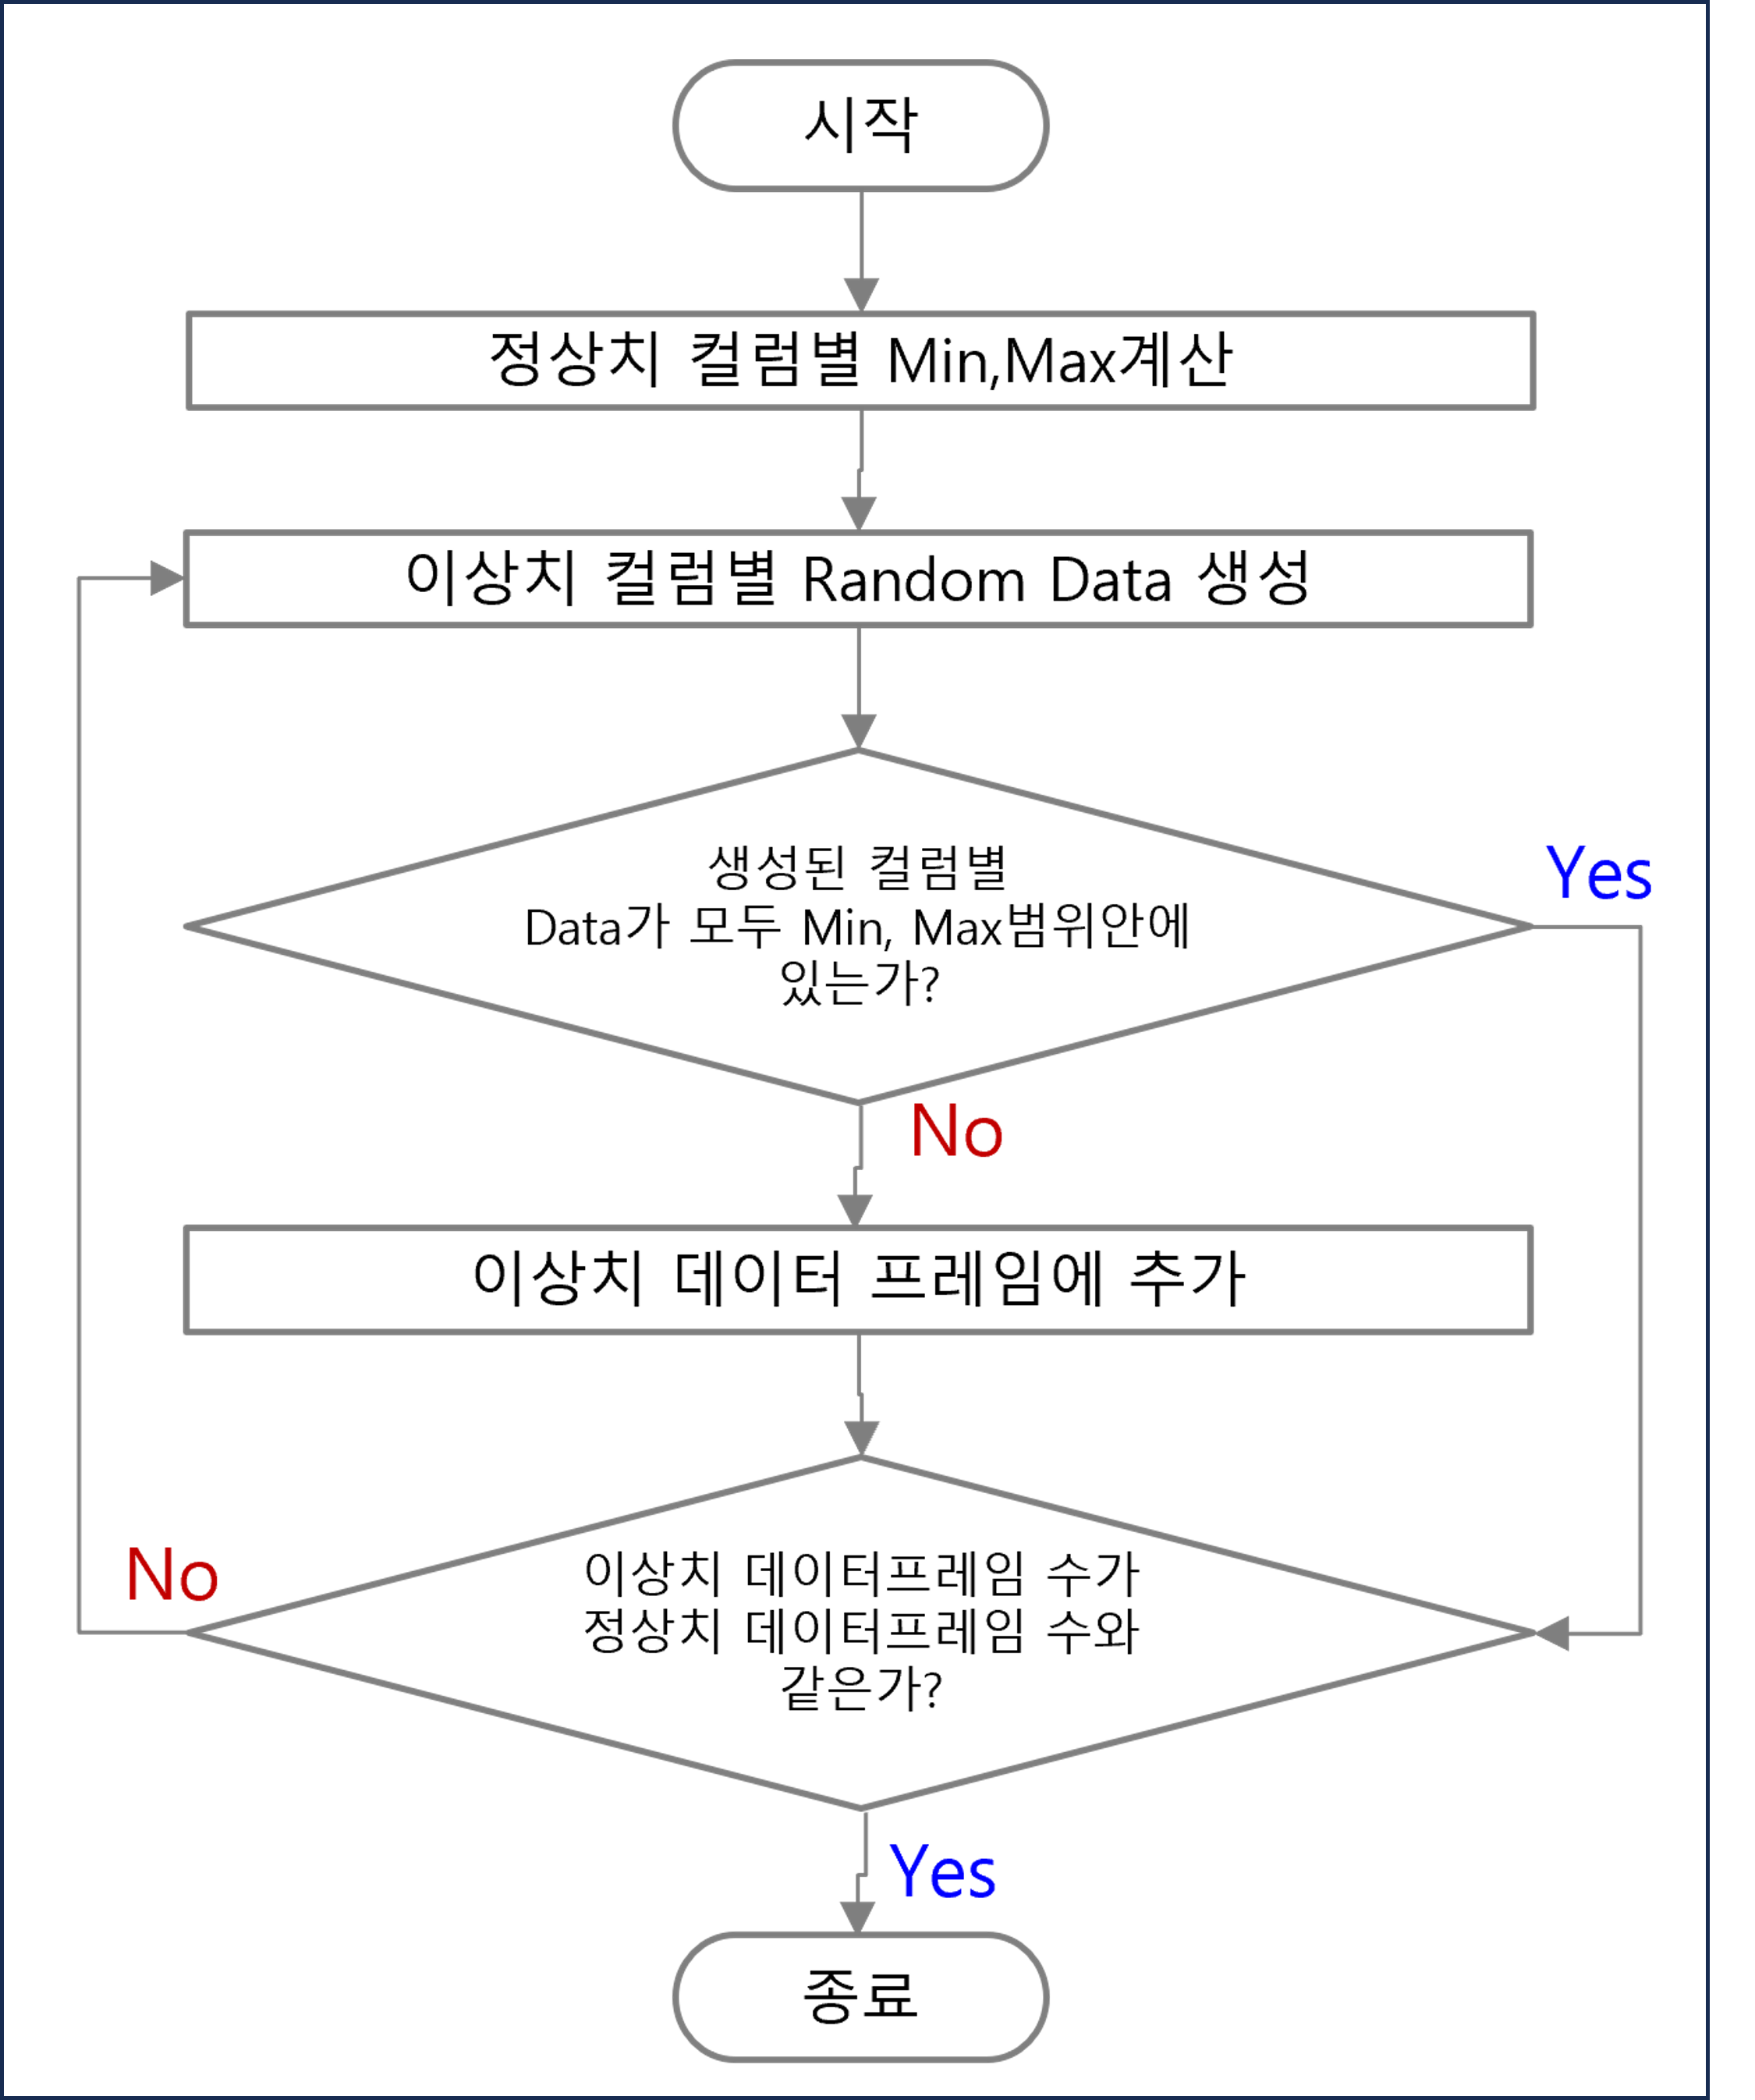 시작
정상치 컬럼별 Min,Max계산
이상치 컬럼별 Random Data 생성
생성된 컬럼별
Data가 모두 Min, Max범위안에
있는가?
Yes
No
이상치 데이터 프레임에 추가
이상치 데이터프레임 수가
정상치 데이터프레임 수와
같은가?
No
Yes
종료